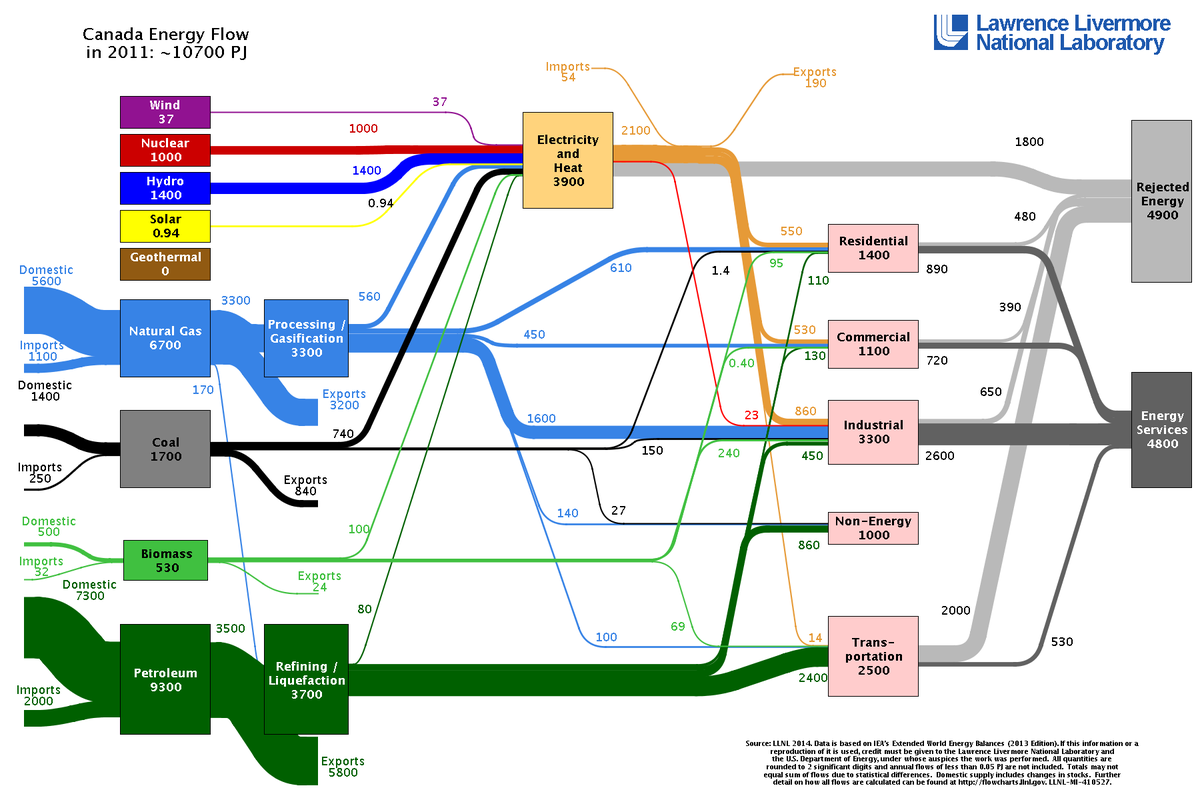 Canada Energy Flow
in 2011: ~10700 PJ
Lawrence Livermore
National Laboratory
Imports
54
Exports
190
Wind
37
37
Nuclear
1000
1000
Hydro
1400
1400
Solar
0.94
0.94
Geothermal
0
Electricity
and
Heat
3900
2100
1800
Rejected
Energy
4900
480
550
Residential
1400
890
Domestic
5600
Imports
1100
Natural Gas
6700
3300
560
Processing /
Gasification
3300
610
1.4
95
110
450
390
530
Commercial
1100
720
130
0.40
170
Exports
3200
Domestic
1400
Imports
250
Coal
1700
740
Exports
840
1600
150
23
240
860
Industrial
3300
450
650
2600
Energy
Services
4800
Domestic
500
Imports
32
Biomass
530
100
Exports
24
140
27
Non-Energy
1000
860
Domestic
7300
Imports
2000
Petroleum
9300
3500
80
Refining /
Liquefaction
3700
Exports
5800
100
69
14
Trans-
portation
2500
2400
2000
530
Source: LLNL 2014. Data is based on IEA's Extended World Energy Balances (2013 Edition). If this information or a
reproduction of it is used, credit must be given to the Lawrence Livermore National Laboratory and
the U.S. Department of Energy, under whose auspices the work was performed. All quantities are
rounded to 2 significant digits and annual flows of less than 0.05 PJ are not included. Totals may not
equal sum of flows due to statistical differences. Domestic supply includes changes in stocks. Further
detail on how all flows are calculated can be found at http://flowcharts.llnl.gov. LLNL-MI-410527.